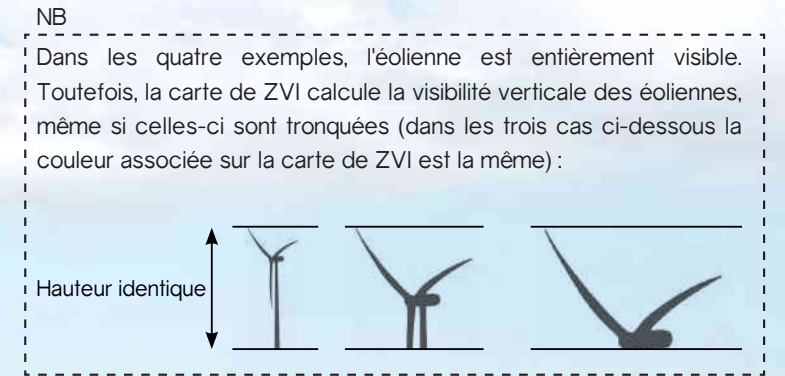 NB
Dans les quatre exemples, l'éolienne est entièrement visible.
Toutefois, la carte de ZVI calcule la visibilité verticale des éoliennes,
même si celles-ci sont tronquées (dans les trois cas ci-dessous la
couleur associée sur la carte de ZVI est la même) :
Hauteur identique